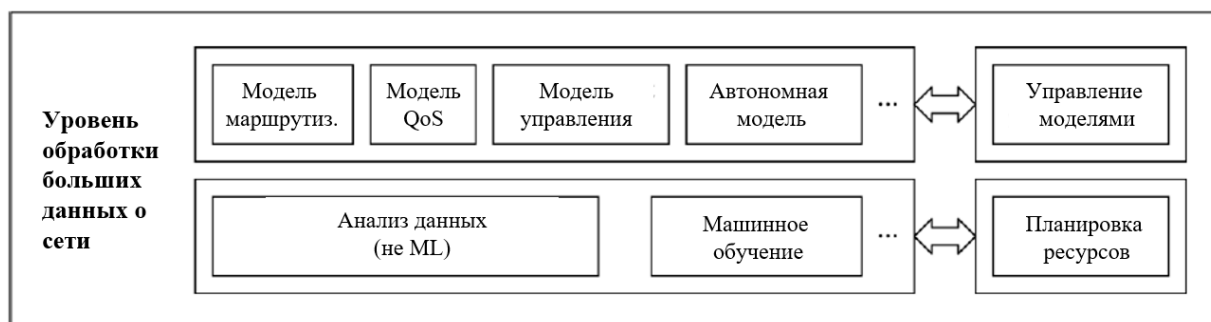 Уровень
обработки
больших
данных о
сети
Модель
маршрутиз.
Модель
QoS
Модель
управления
Автономная
модель
...
Управление
моделями
Анализ данных
(не ML)
Машинное
обучение
...
Планировка
ресурсов